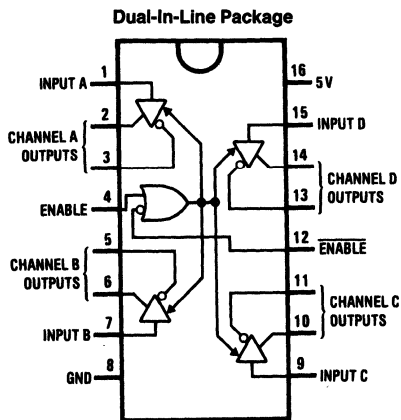 Dual-In-Line Package
1
INPUT A
2
CHANNEL A
OUTPUTS
3
4
ENABLE
5
CHANNEL B
OUTPUTS
6
7
INPUT B
8
GND
16
5V
15
INPUT D
14
CHANNEL D
OUTPUTS
13
12
ENABLE
11
CHANNEL C
OUTPUTS
10
9
INPUT C